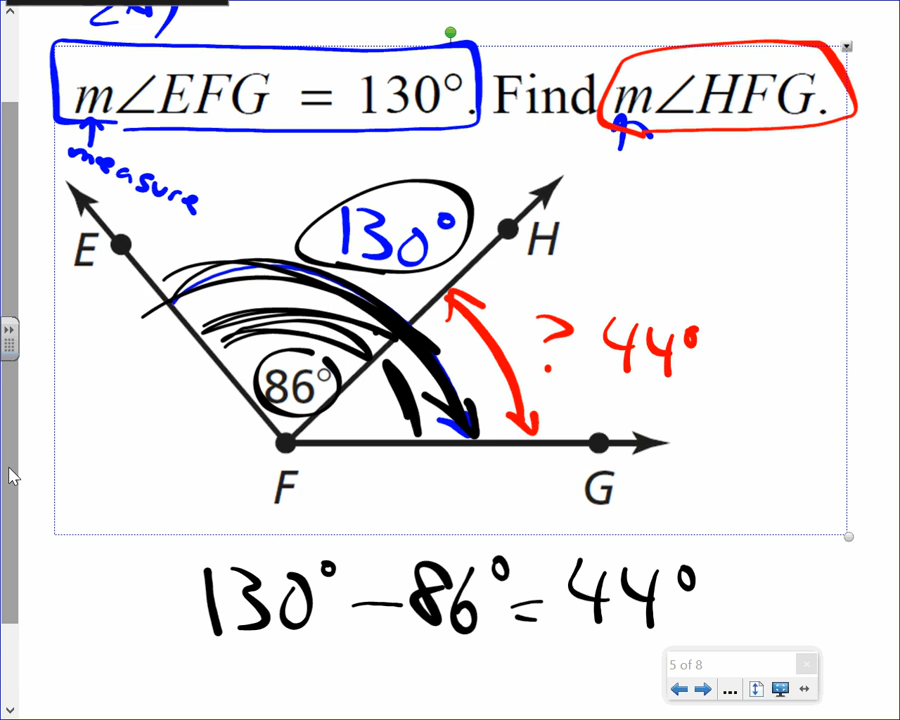 m∠EFG = 130°. Find m∠HFG.
measure
130°
E
H
? 44°
86°
F
G
130° – 86° = 44°
5 of 8